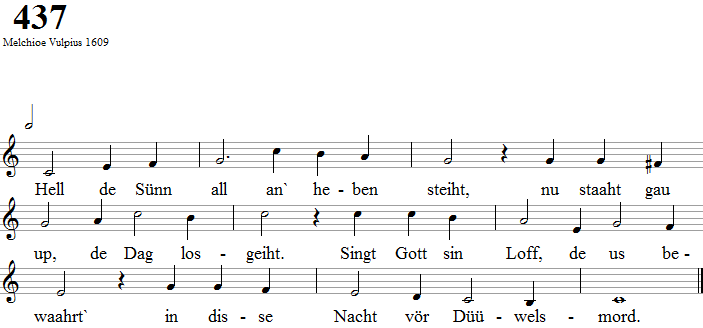 437
Melchioe Vulpius 1609
Hell de Sünn all an` he - ben steiht, nu staaht gau
up, de Dag los - geiht. Singt Gott sin Loff, de us be -
waahrt` in dis - se Nacht vör Düü - wels - mord.